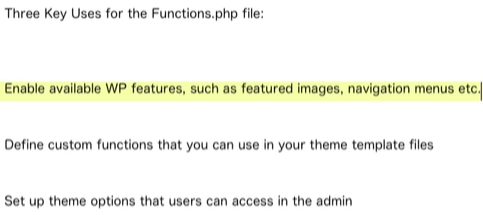 Three Key Uses for the Functions.php file:
Enable available WP features, such as featured images, navigation menus etc.
Define custom functions that you can use in your theme template files
Set up theme options that users can access in the admin